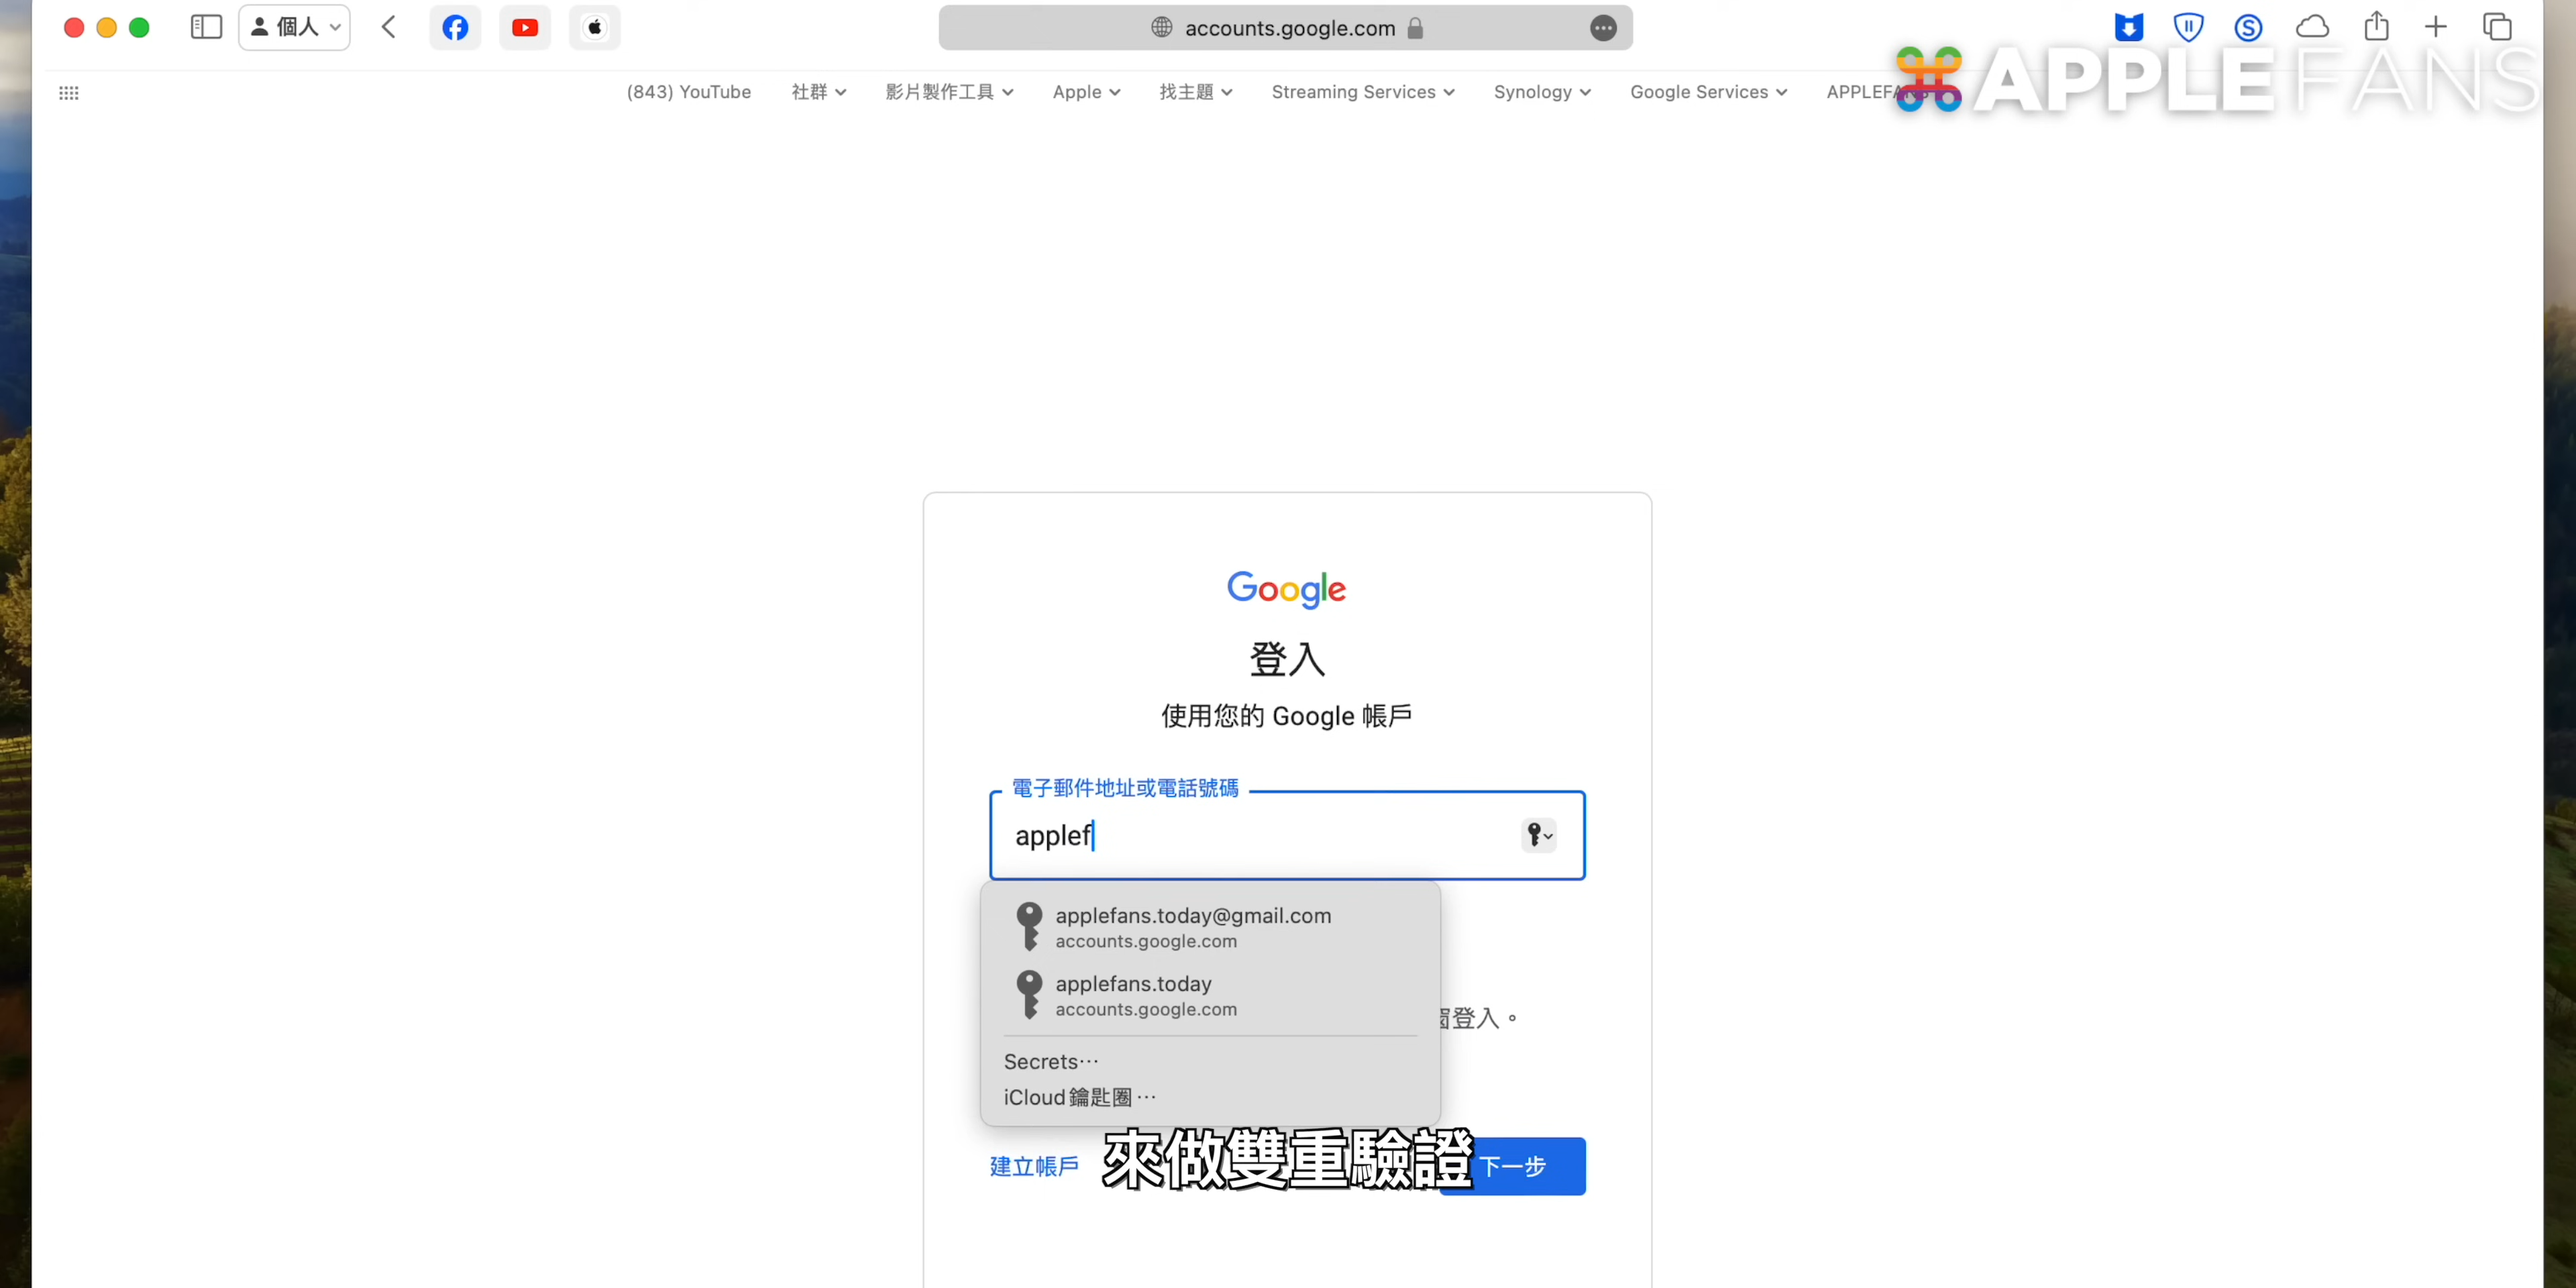 個人
accounts.google.com
(843) YouTube 社群 影片製作工具 Apple 找主題 Streaming Services Synology Google Services APPLEFANS
APPLEFANS
Google
登入
使用您的 Google 帳戶
電子郵件地址或電話號碼
applef
applefans.today@gmail.com
accounts.google.com
applefans.today
accounts.google.com
窗登入。
Secrets…
iCloud鑰匙圈…
建立帳戶
來做雙重驗證
下一步